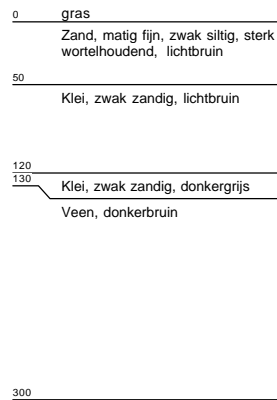 0 gras
Zand, matig fijn, zwak siltig, sterk
wortelhoudend, lichtbruin
50
Klei, zwak zandig, lichtbruin
120
130
Klei, zwak zandig, donkergrijs
Veen, donkerbruin
300